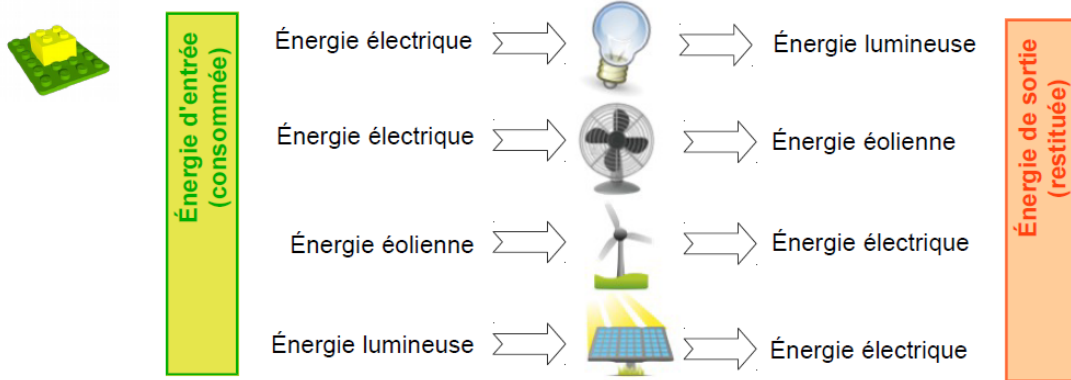 Énergie d'entrée
(consommée)
Énergie électrique
Énergie lumineuse
Énergie électrique
Énergie éolienne
Énergie éolienne
Énergie électrique
Énergie lumineuse
Énergie électrique
Énergie de sortie
(restituée)